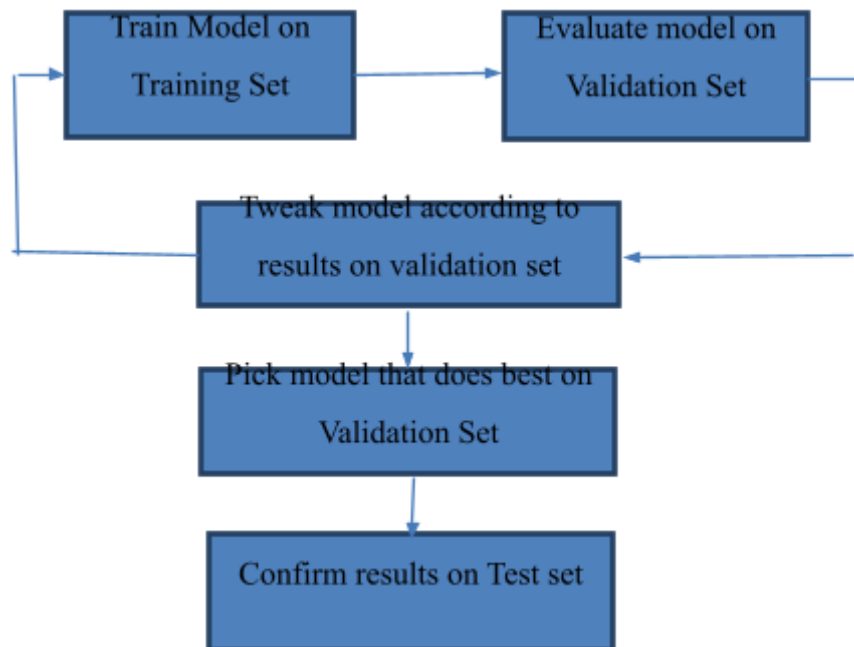 Train Model on
Training Set
Evaluate model on
Validation Set
Tweak model according to
results on validation set
Pick model that does best on
Validation Set
Confirm results on Test set